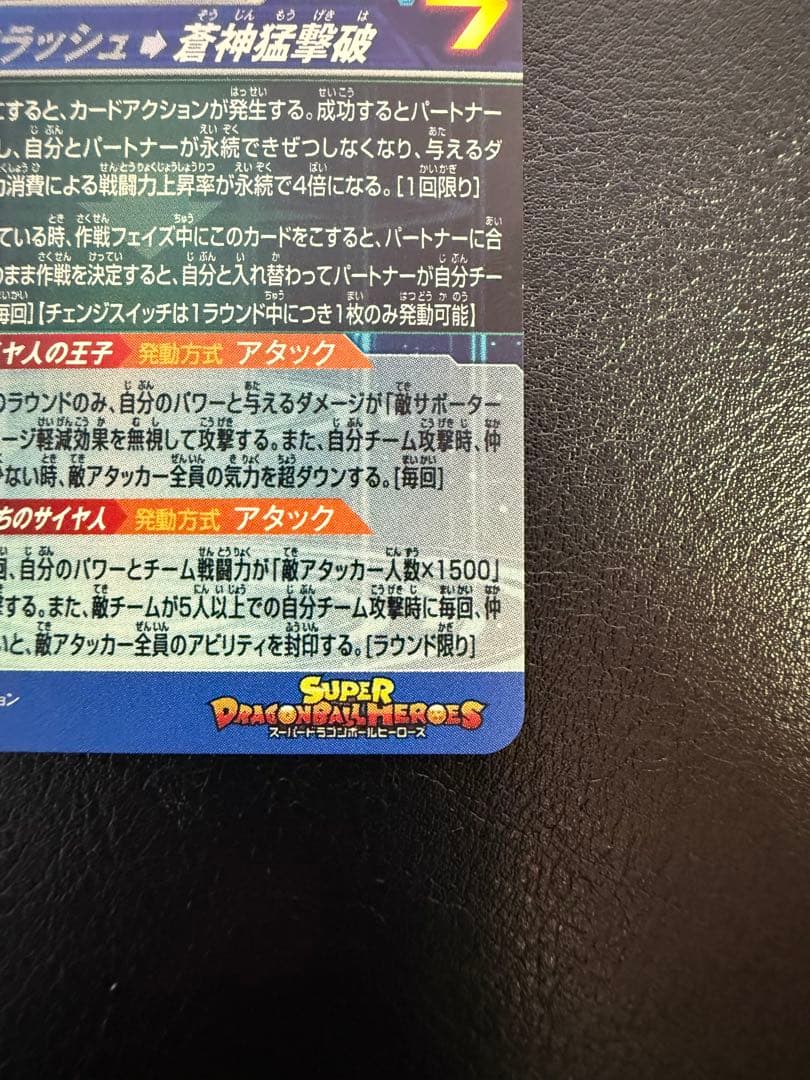 ラッシュ➡蒼神猛撃破 7
すると、カードアクションが発生する。成功するとパートナー
し、自分とパートナーが永続できぜつしなくなり、与えるダ
消費による戦闘力上昇率が永続で4倍になる。[1回限り]
ている時、作戦フェイズ中にこのカードをこすると、パートナーに合
まま作戦を決定すると、自分と入れ替わってパートナーが自分チー
毎回]【チェンジスイッチは1ラウンド中につき1枚のみ発動可能】
ヤ人の王子 発動方式 アタック
のラウンドのみ、自分のパワーと与えるダメージが「敵サポーター
ージ軽減効果を無視して攻撃する。また、自分チーム攻撃時、仲
ない時、敵アタッカー全員の気力を超ダウンする。[毎回]
ちのサイヤ人 発動方式 アタック
回、自分のパワーとチーム戦闘力が「敵アタッカー人数×1500」
する。また、敵チームが5人以上での自分チーム攻撃時に毎回、仲
いと、敵アタッカー全員のアビリティを封印する。[ラウンド限り]
ョン
SUPER
DRAGONBALL HEROES
スーパードラゴンボールヒーローズ